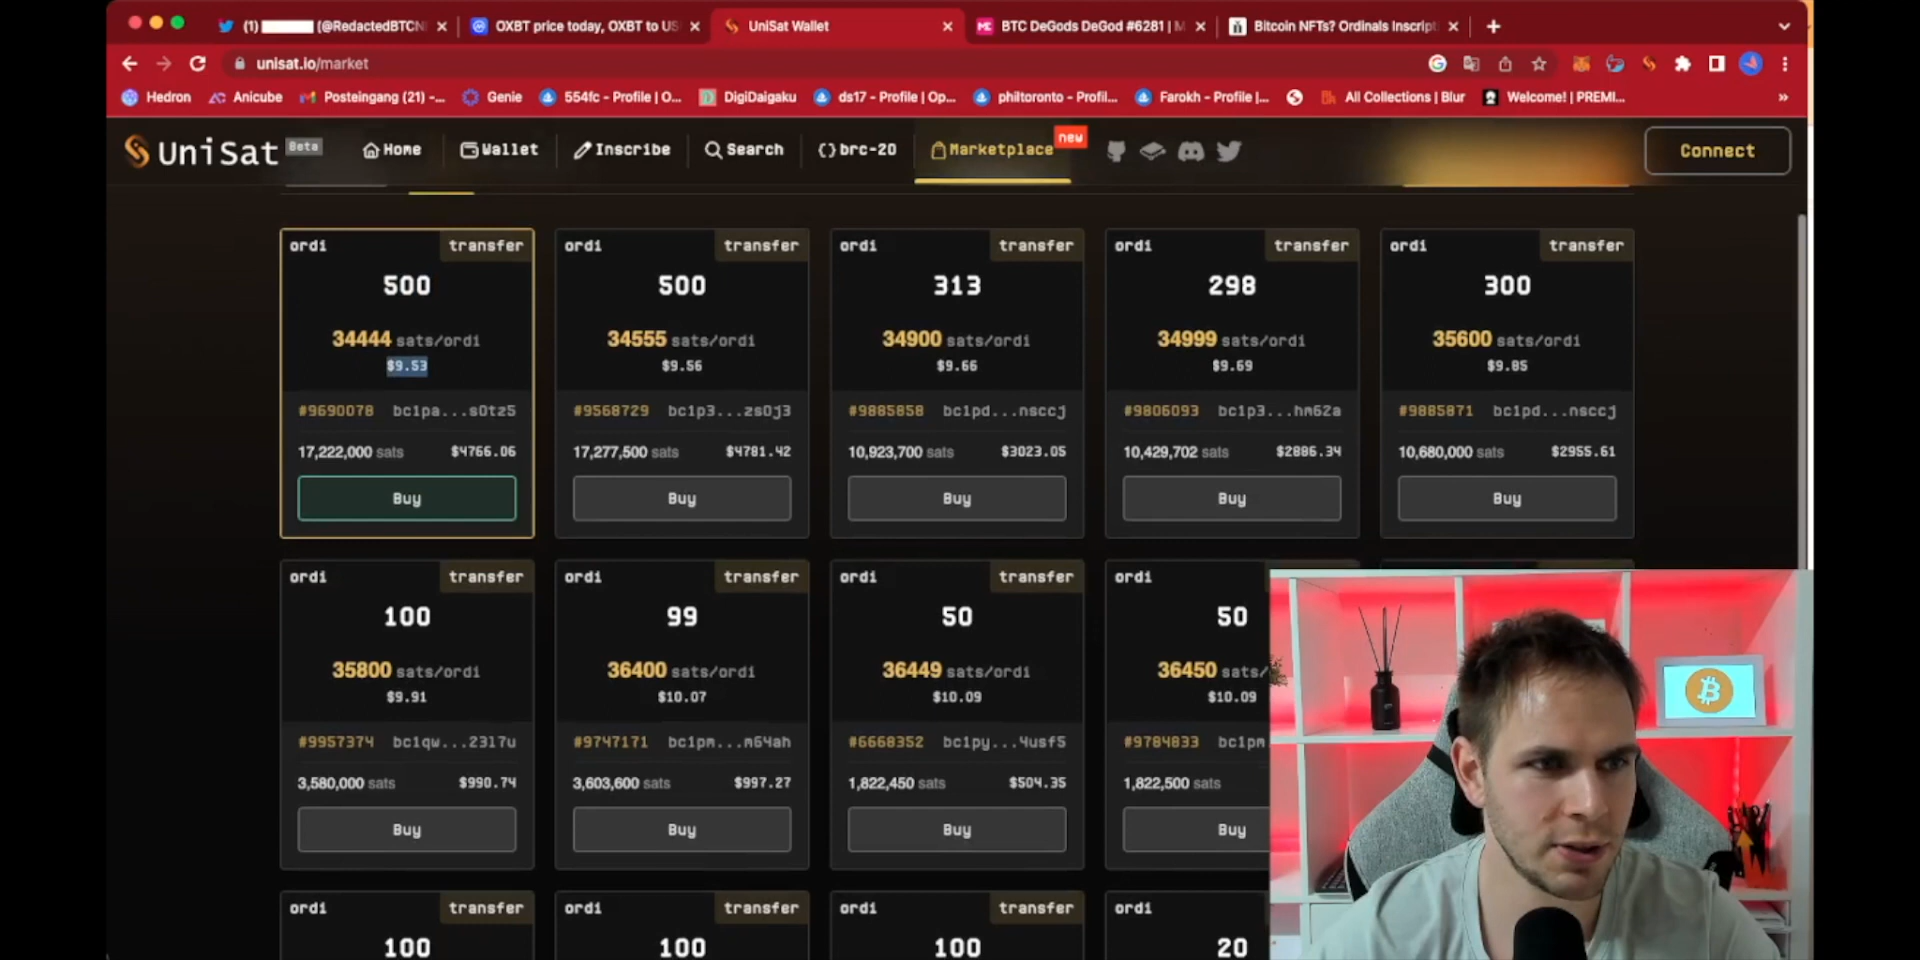 (1) (@RedactedBTCN
OXBT price today, OXBT to US
UniSat Wallet
BTC DeGods DeGod #6281 | M
Bitcoin NFTs? Ordinals Inscript
unisat.io/market
Hedron
Anicube
Posteingang (21) -...
Genie
554fc - Profile | O...
DigiDaigaku
ds17 - Profile | Op...
philtoronto - Profil...
Farokh - Profile |...
All Collections | Blur
Welcome! | PREMI...
UniSat Beta
Home
Wallet
Inscribe
Search
brc-20
Marketplace
new
Connect
ordi transfer
500
34444 sats/ordi
$9.53
#9690078 bc1pa...s0tz5
17,222,000 sats $4766.06
Buy
ordi transfer
500
34555 sats/ordi
$9.56
#9568729 bc1p3...zs0j3
17,277,500 sats $4781.42
Buy
ordi transfer
313
34900 sats/ordi
$9.66
#9885858 bc1pd...nsccj
10,923,700 sats $3023.05
Buy
ordi transfer
298
34999 sats/ordi
$9.69
#9806093 bc1p3...hm62a
10,429,702 sats $2886.34
Buy
ordi transfer
300
35600 sats/ordi
$9.85
#9885871 bc1pd...nsccj
10,680,000 sats $2955.61
Buy
ordi transfer
100
35800 sats/ordi
$9.91
#9957374 bc1qw...23l7u
3,580,000 sats $990.74
Buy
ordi transfer
99
36400 sats/ordi
$10.07
#9747171 bc1pm...m64ah
3,603,600 sats $997.27
Buy
ordi transfer
50
36449 sats/ordi
$10.09
#6668352 bc1py...4usf5
1,822,450 sats $504.35
Buy
ordi
50
36450 sats/
$10.09
#9784833 bc1pm
1,822,500 sats
Buy
ordi transfer
100
ordi transfer
100
ordi transfer
100
ordi
20